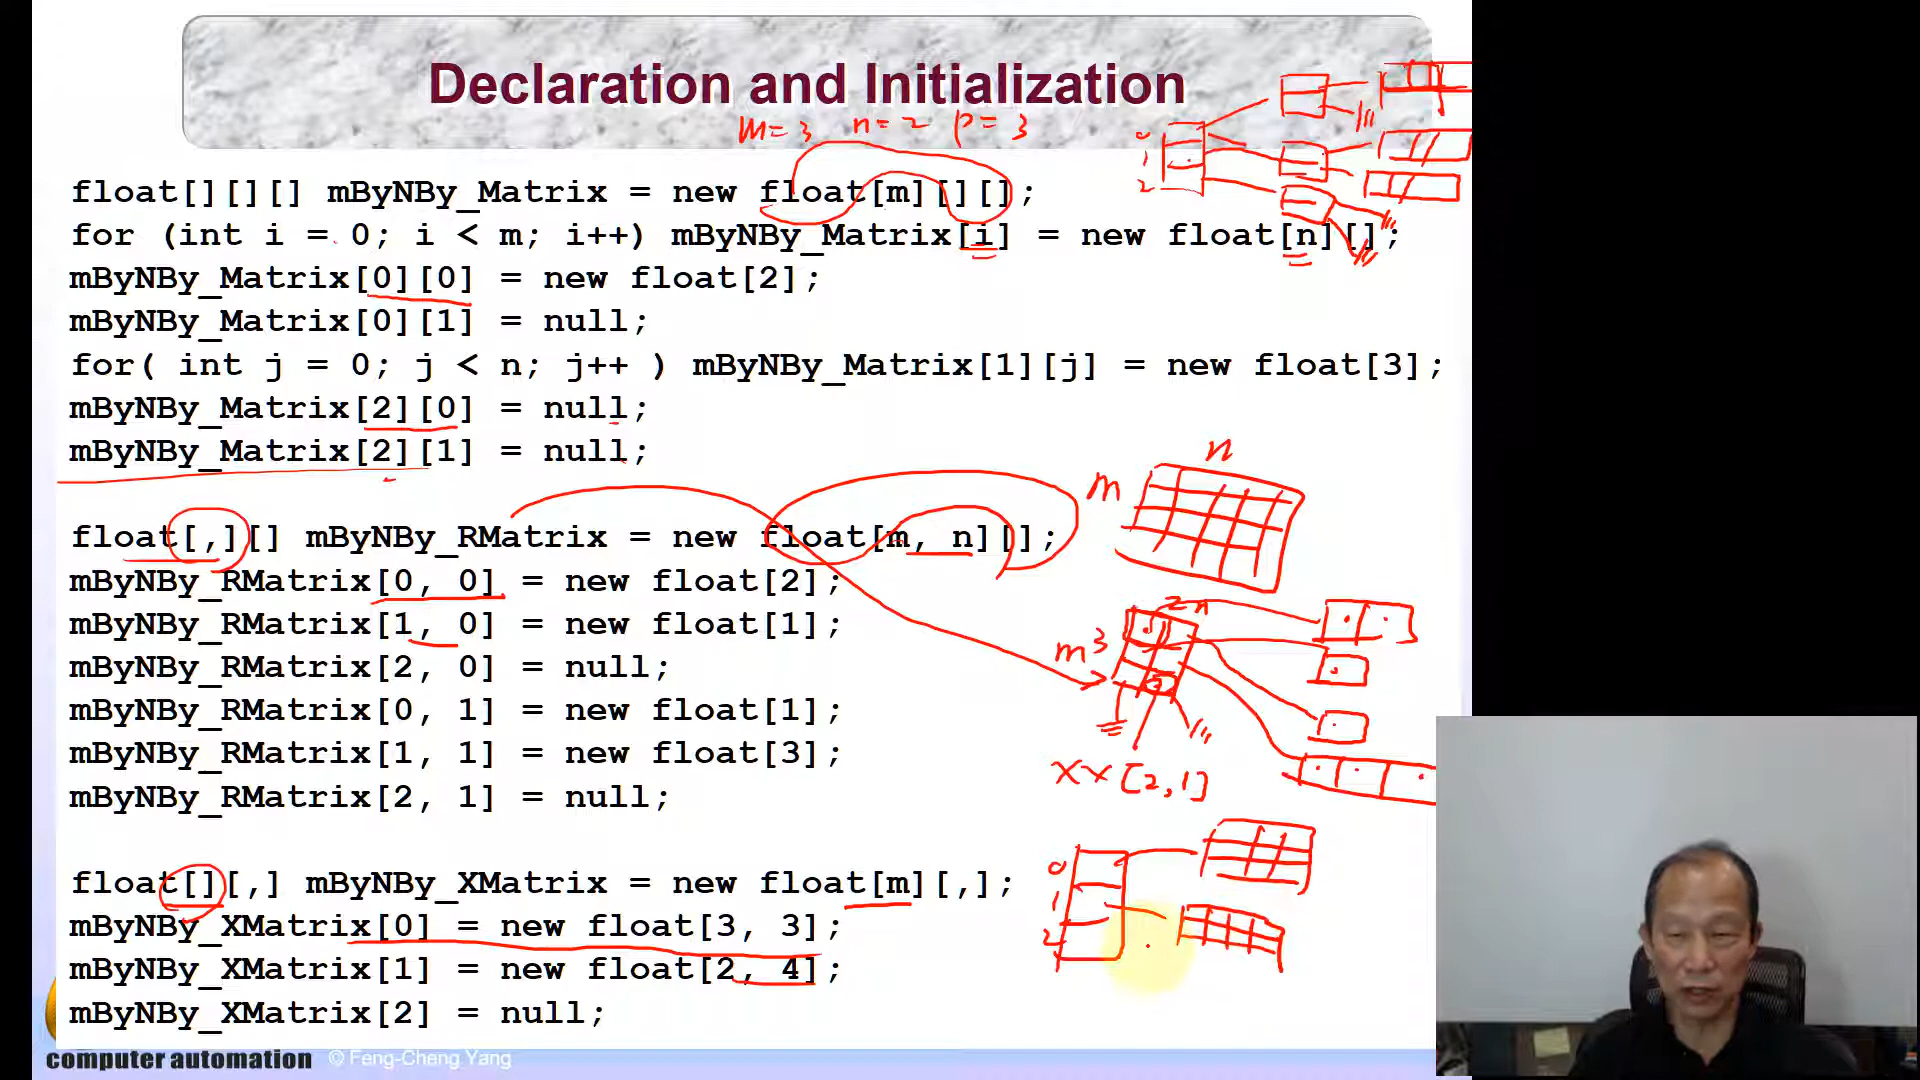 Declaration and Initialization
m=3 n=2 p=3
float[][][] mByNBy_Matrix = new float[m][][];
for (int i = 0; i < m; i++) mByNBy_Matrix[i] = new float[n][];
mByNBy_Matrix[0][0] = new float[2];
mByNBy_Matrix[0][1] = null;
for( int j = 0; j < n; j++ ) mByNBy_Matrix[1][j] = new float[3];
mByNBy_Matrix[2][0] = null;
mByNBy_Matrix[2][1] = null;
float[,][] mByNBy_RMatrix = new float[m, n][];
mByNBy_RMatrix[0, 0] = new float[2];
mByNBy_RMatrix[1, 0] = new float[1];
mByNBy_RMatrix[2, 0] = null;
mByNBy_RMatrix[0, 1] = new float[1];
mByNBy_RMatrix[1, 1] = new float[3];
mByNBy_RMatrix[2, 1] = null;
float[][,] mByNBy_XMatrix = new float[m][,];
mByNBy_XMatrix[0] = new float[3, 3];
mByNBy_XMatrix[1] = new float[2, 4];
mByNBy_XMatrix[2] = null;
0
1
2
n
m
2 n
m 3
XX[2,1]
0
1
2
computer automation © Feng-Cheng Yang